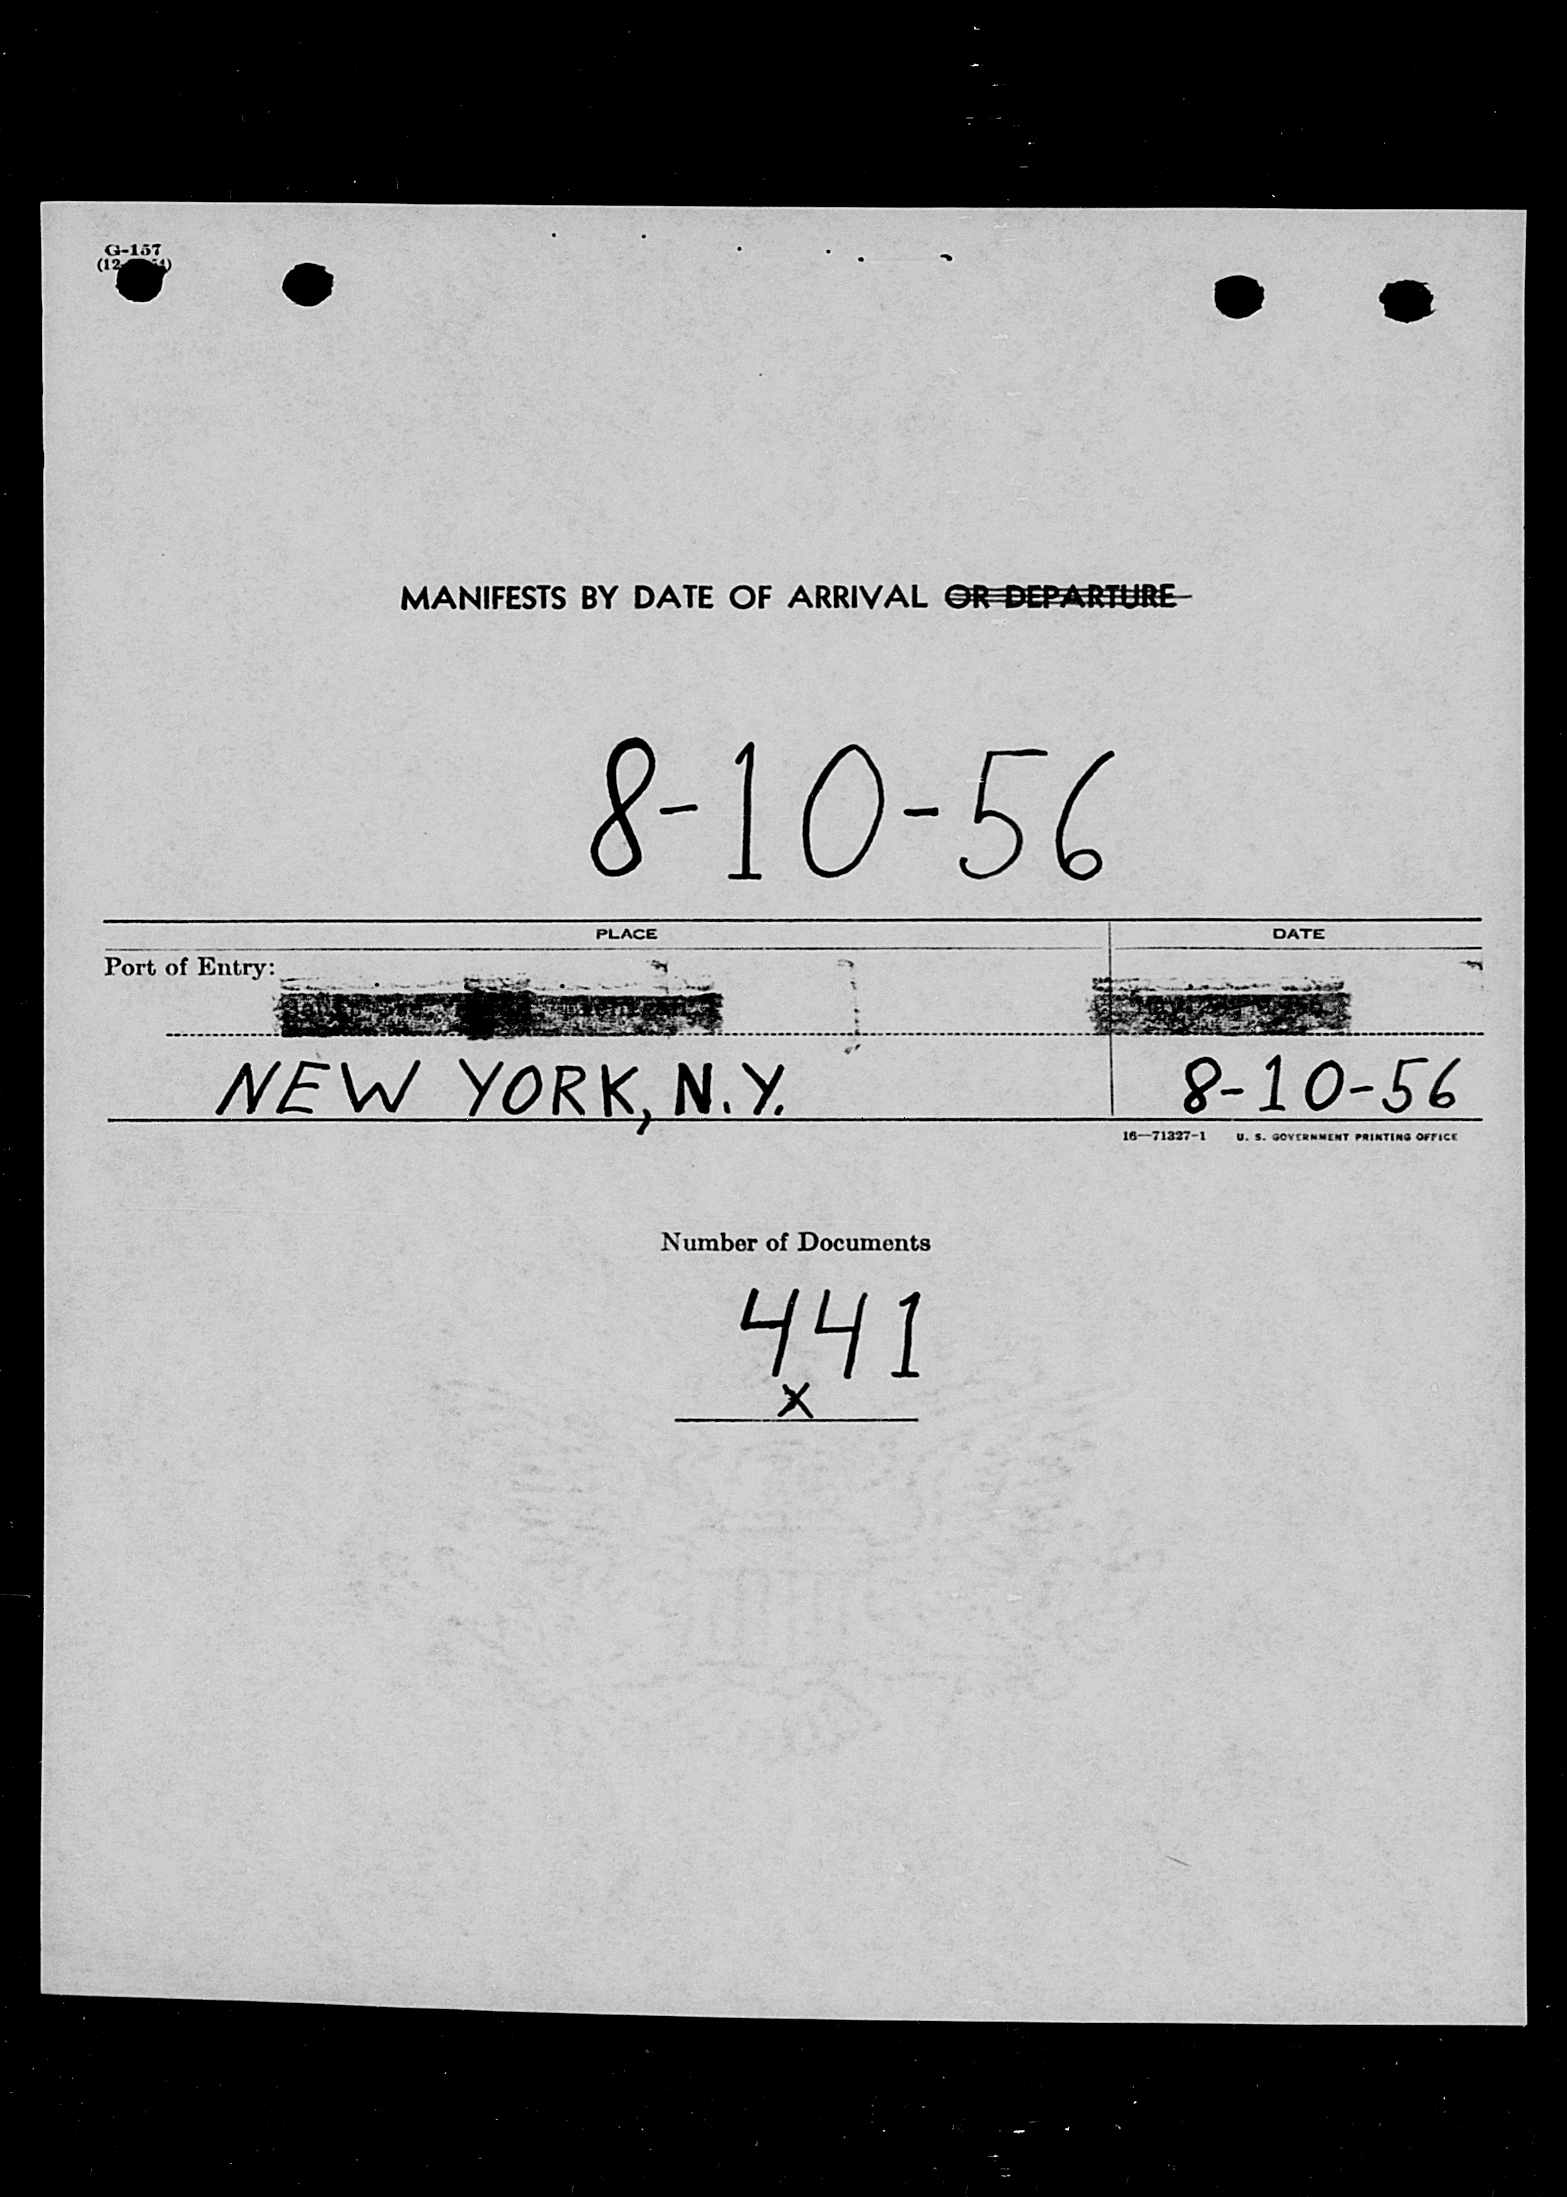 G-157
MANIFESTS BY DATE OF ARRIVAL OR DEPARTURE
8-10-56
PLACE DATE
Port of Entry:
NEW YORK, N.Y. 8-10-56
16—71327-1 U. S. GOVERNMENT PRINTING OFFICE
Number of Documents
441
x